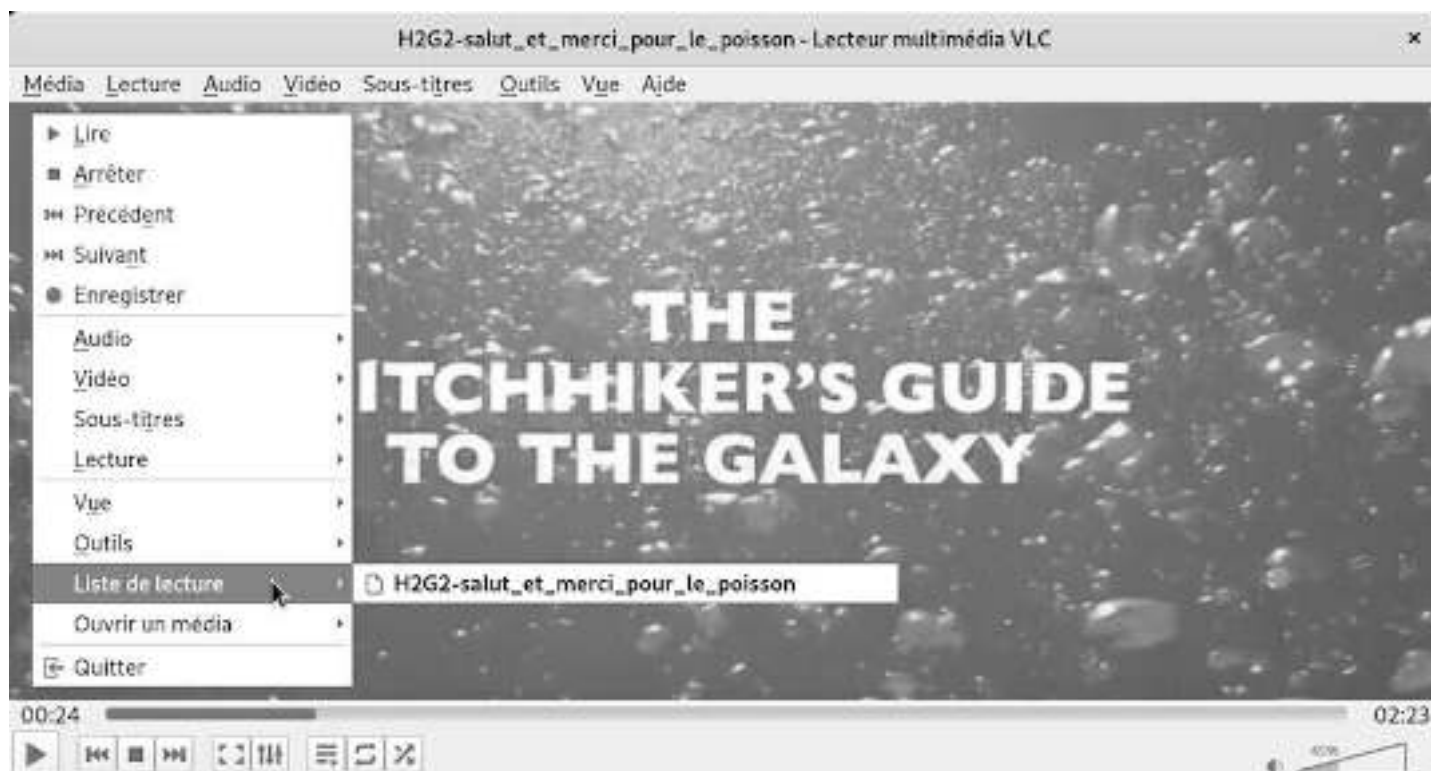 H2G2-salut_et_merci_pour_le_poisson - Lecteur multimédia VLC
Média Lecture Audio Vidéo Sous-titres Outils Vue Aide
Lire
Arrêter
Précédent
Suivant
Enregistrer
Audio
Vidéo
Sous-titres
Lecture
Vue
Outils
Liste de lecture
H2G2-salut_et_merci_pour_le_poisson
Ouvrir un média
Quitter
THE
ITCHHIKER'S GUIDE
TO THE GALAXY
00:24 02:23